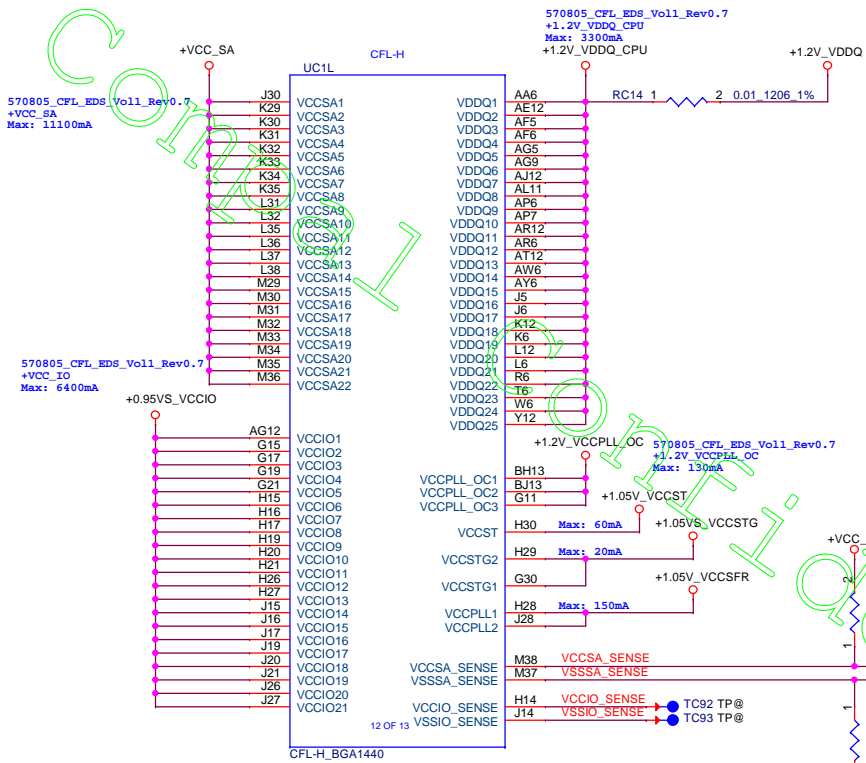 570805_CFL_EDS_Vol1_Rev0.7
+1.2V_VDDQ_CPU
Max: 3300mA
+VCC_SA
CFL-H
+1.2V_VDDQ_CPU
+1.2V_VDDQ
UC1L
570805_CFL_EDS_Vol1_Rev0.7
+VCC_SA
Max: 11100mA
J30 VCCSA1
K29 VCCSA2
K30 VCCSA3
K31 VCCSA4
K32 VCCSA5
K33 VCCSA6
K34 VCCSA7
K35 VCCSA8
L31 VCCSA9
L32 VCCSA10
L35 VCCSA11
L36 VCCSA12
L37 VCCSA13
L38 VCCSA14
M29 VCCSA15
M30 VCCSA16
M31 VCCSA17
M32 VCCSA18
M33 VCCSA19
M34 VCCSA20
M35 VCCSA21
M36 VCCSA22
VDDQ1 AA6
VDDQ2 AE12
VDDQ3 AF5
VDDQ4 AF6
VDDQ5 AG5
VDDQ6 AG9
VDDQ7 AJ12
VDDQ8 AL11
VDDQ9 AP6
VDDQ10 AP7
VDDQ11 AR12
VDDQ12 AR6
VDDQ13 AT12
VDDQ14 AW6
VDDQ15 AY6
VDDQ16 J5
VDDQ17 J6
VDDQ18 K12
VDDQ19 K6
VDDQ20 L12
VDDQ21 L6
VDDQ22 R6
VDDQ23 T6
VDDQ24 W6
VDDQ25 Y12
RC14 1 2 0.01_1206_1%
570805_CFL_EDS_Vol1_Rev0.7
+VCC_IO
Max: 6400mA
+0.95VS_VCCIO
AG12 VCCIO1
G15 VCCIO2
G17 VCCIO3
G19 VCCIO4
G21 VCCIO5
H15 VCCIO6
H16 VCCIO7
H17 VCCIO8
H19 VCCIO9
H20 VCCIO10
H21 VCCIO11
H26 VCCIO12
H27 VCCIO13
J15 VCCIO14
J16 VCCIO15
J17 VCCIO16
J19 VCCIO17
J20 VCCIO18
J21 VCCIO19
J26 VCCIO20
J27 VCCIO21
+1.2V_VCCPLL_OC
570805_CFL_EDS_Vol1_Rev0.7
+1.2V_VCCPLL_OC
Max: 130mA
VCCPLL_OC1 BH13
VCCPLL_OC2 BJ13
VCCPLL_OC3 G11
+1.05V_VCCST
VCCST H30 Max: 60mA
+1.05VS_VCCSTG
VCCSTG2 H29 Max: 20mA
VCCSTG1 G30
+1.05V_VCCSFR
VCCPLL1 H28 Max: 150mA
VCCPLL2 J28
+VCC_
2
1
VCCSA_SENSE M38 VCCSA_SENSE
VSSSA_SENSE M37 VSSSA_SENSE
1
VCCIO_SENSE H14 VCCIO_SENSE TC92 TP@
VSSIO_SENSE J14 VSSIO_SENSE TC93 TP@
12 OF 13
CFL-H_BGA1440